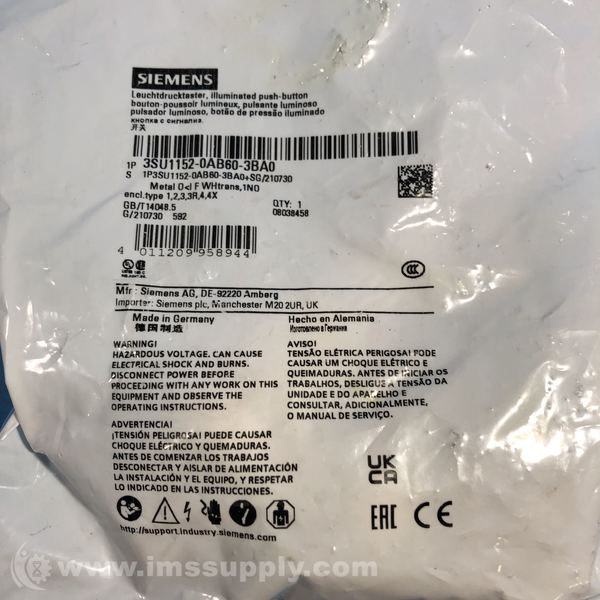 SIEMENS
Leuchtdrucktaster, illuminated push-button
bouton-poussoir lumineux, pulsante luminoso
pulsador luminoso, botão de pressão iluminado
кнопка с сигнализ.
开关
1P 3SU1152-0AB60-3BA0
S 1P3SU1152-0AB60-3BA0+SG/210730
Metal WHtrans,1NO
encl.type 1,2,3,3R,4,4X
GB/T14048.5
QTY: 1
G/210730 592
08038458
4 011209 958944
Mfr: Siemens AG, DE-92220 Amberg
Importer: Siemens plc, Manchester M20 2UR, UK
Made in Germany
德国制造
Hecho en Alemania
Изготовлено в Германии
WARNING!
HAZARDOUS VOLTAGE. CAN CAUSE
ELECTRICAL SHOCK AND BURNS.
DISCONNECT POWER BEFORE
PROCEEDING WITH ANY WORK ON THIS
EQUIPMENT AND OBSERVE THE
OPERATING INSTRUCTIONS.
AVISO!
TENSÃO ELÉTRICA PERIGOSA! PODE
CAUSAR UM CHOQUE ELÉTRICO E
QUEIMADURAS. ANTES DE INICIAR OS
TRABALHOS, DESLIGUE A TENSÃO DA
UNIDADE E DO APARELHO E
CONSULTAR, ADICIONALMENTE,
O MANUAL DE SERVIÇO.
ADVERTENCIA!
¡TENSIÓN PELIGROSA! PUEDE CAUSAR
CHOQUE ELÉCTRICO Y QUEMADURAS.
ANTES DE COMENZAR LOS TRABAJOS
DESCONECTAR Y AISLAR DE ALIMENTACIÓN
LA INSTALACIÓN Y EL EQUIPO, Y RESPETAR
LO INDICADO EN LAS INSTRUCCIONES.
UK
CA
EAC CE
http://support.industry.siemens.com
www.imssupply.com